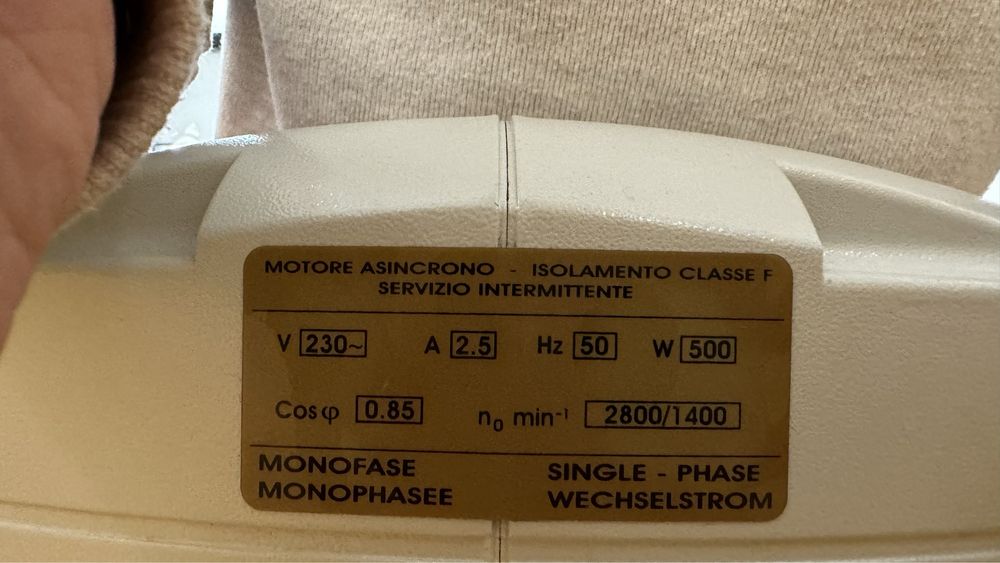 MOTORE ASINCRONO - ISOLAMENTO CLASSE F
SERVIZIO INTERMITTENTE
V 230~ A 2.5 Hz 50 W 500
Cos φ 0.85 n₀ min⁻¹ 2800/1400
MONOFASE SINGLE - PHASE
MONOPHASEE WECHSELSTROM